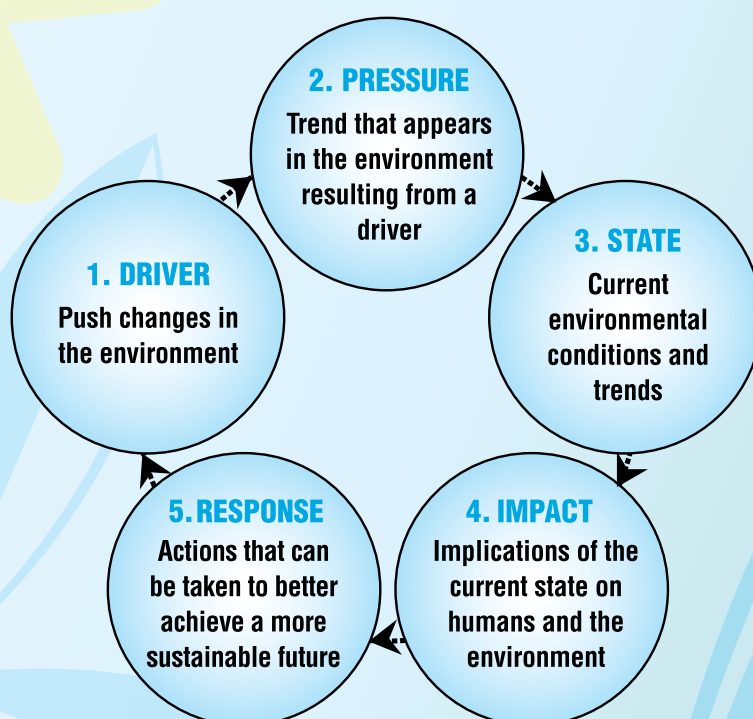 1. DRIVER
Push changes in
the environment
2. PRESSURE
Trend that appears
in the environment
resulting from a
driver
3. STATE
Current
environmental
conditions and
trends
4. IMPACT
Implications of the
current state on
humans and the
environment
5. RESPONSE
Actions that can
be taken to better
achieve a more
sustainable future